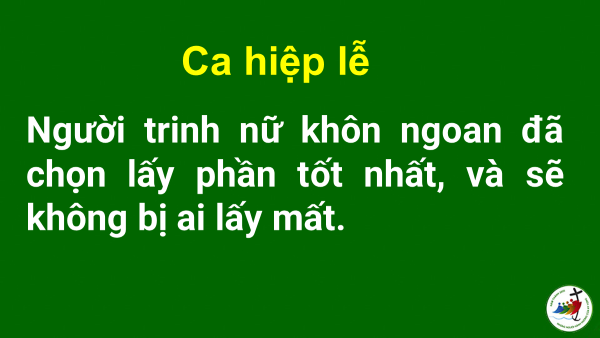 Ca hiệp lễ
Người trinh nữ khôn ngoan đã
chọn lấy phần tốt nhất, và sẽ
không bị ai lấy mất.